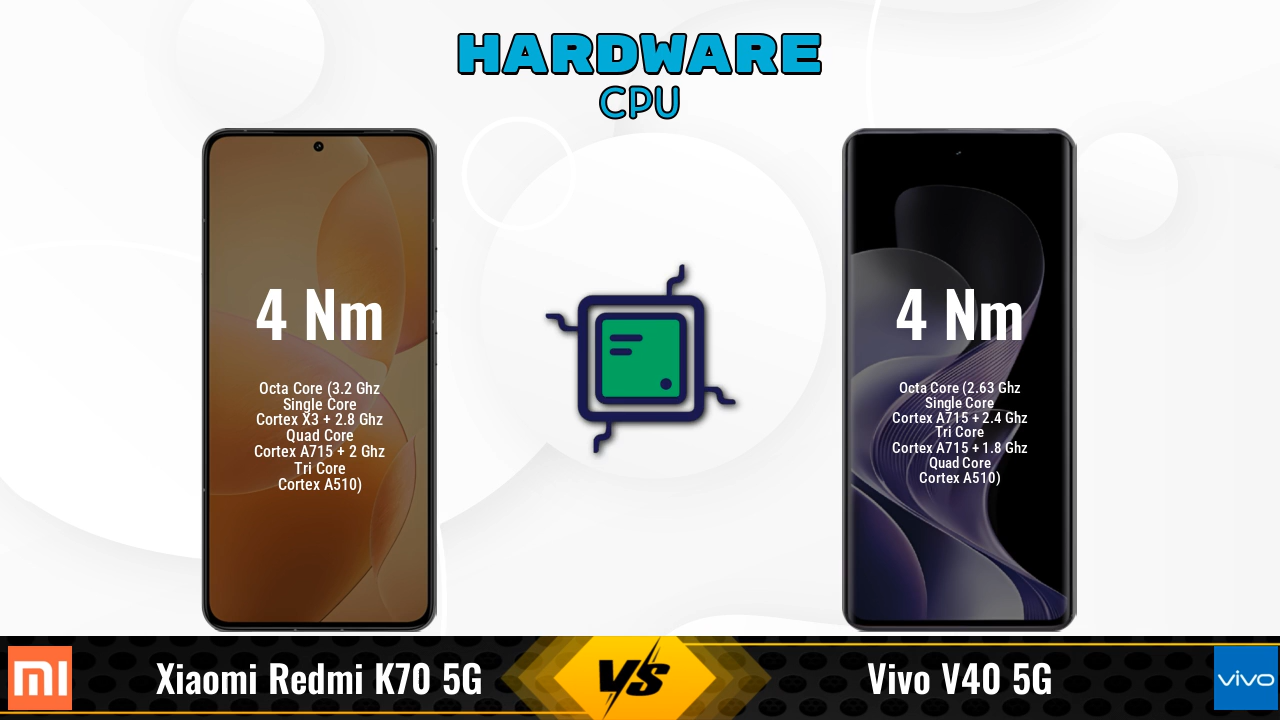 HARDWARE
CPU
4 Nm
Octa Core (3.2 Ghz
Single Core
Cortex X3 + 2.8 Ghz
Quad Core
Cortex A715 + 2 Ghz
Tri Core
Cortex A510)
4 Nm
Octa Core (2.63 Ghz
Single Core
Cortex A715 + 2.4 Ghz
Tri Core
Cortex A715 + 1.8 Ghz
Quad Core
Cortex A510)
mi
Xiaomi Redmi K70 5G
VS
Vivo V40 5G
vivo